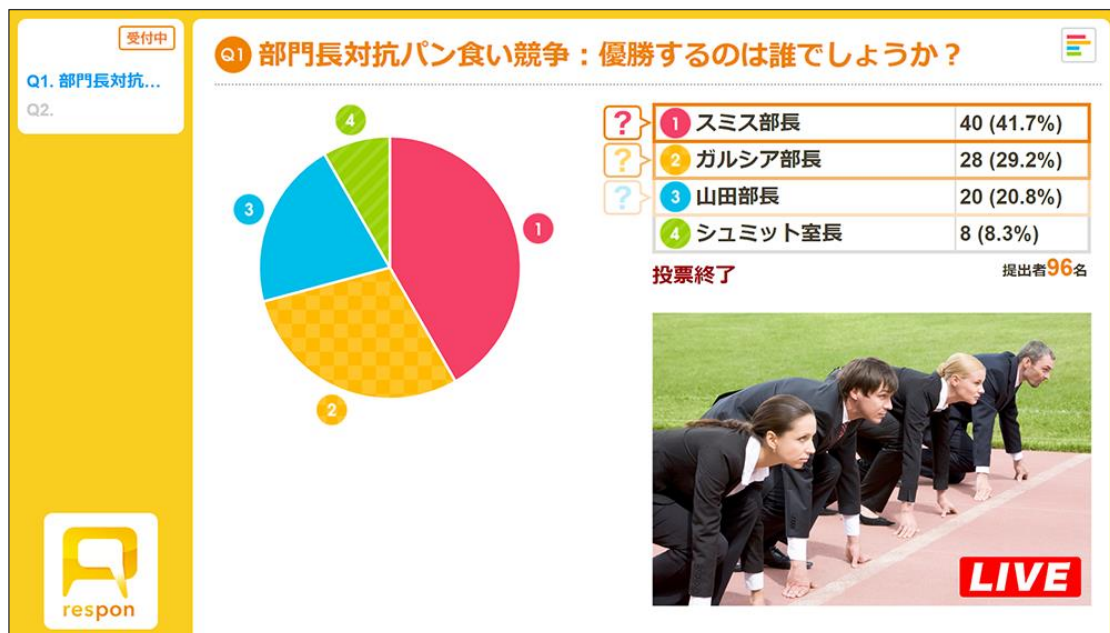 受付中
Q1. 部門長対抗…
Q2.
respon
Q1 部門長対抗パン食い競争：優勝するのは誰でしょうか？
4
3
1
2
? 1 スミス部長 40 (41.7%)
? 2 ガルシア部長 28 (29.2%)
? 3 山田部長 20 (20.8%)
4 シュミット室長 8 (8.3%)
投票終了 提出者96名
LIVE